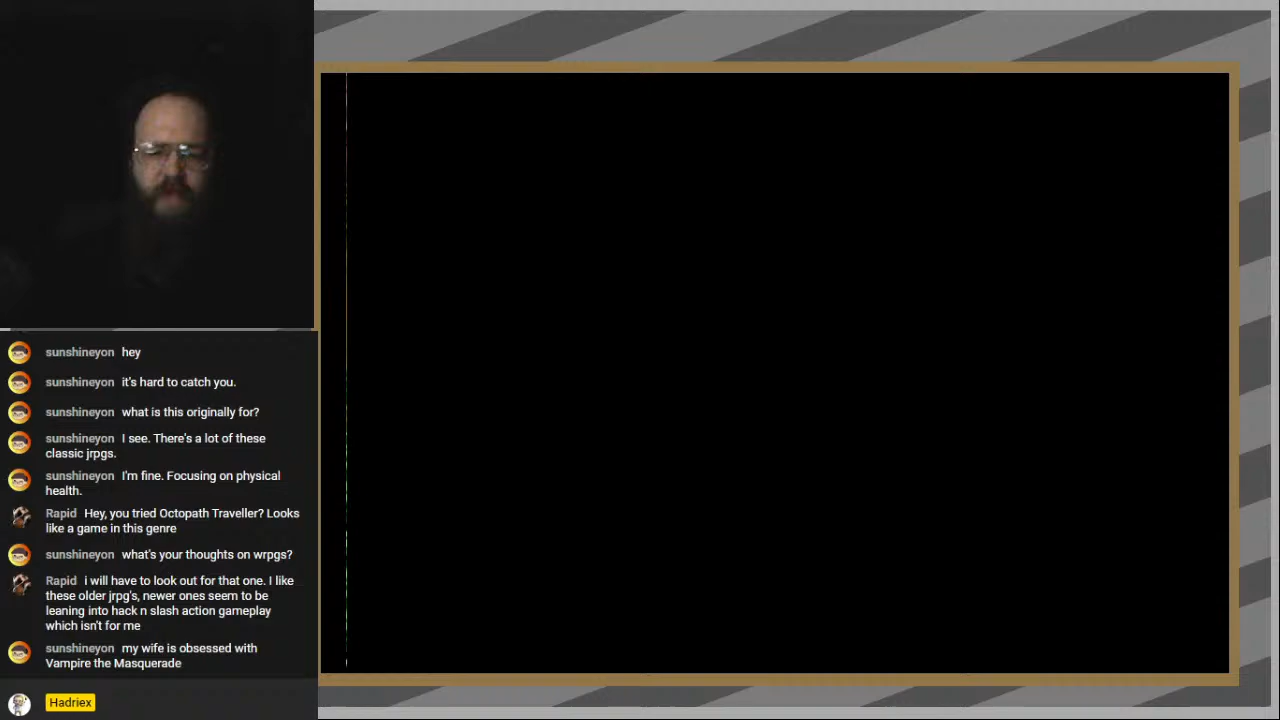 sunshineyon hey
sunshineyon it's hard to catch you.
sunshineyon what is this originally for?
sunshineyon I see. There's a lot of these
classic jrpgs.
sunshineyon I'm fine. Focusing on physical
health.
Rapid Hey, you tried Octopath Traveller? Looks
like a game in this genre
sunshineyon what's your thoughts on wrpgs?
Rapid i will have to look out for that one. I like
these older jrpg's, newer ones seem to be
leaning into hack n slash action gameplay
which isn't for me
sunshineyon my wife is obsessed with
Vampire the Masquerade
Hadriex